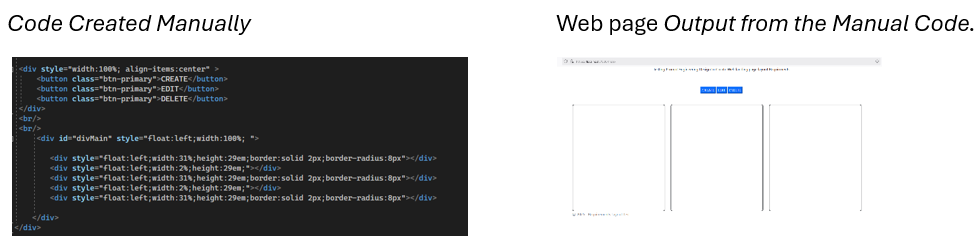 Code Created Manually
Web page Output from the Manual Code.
<div style="width:100%; align-items:center" >
<button class="btn-primary">CREATE</button>
<button class="btn-primary">EDIT</button>
<button class="btn-primary">DELETE</button>
</div>
<br/>
<br/>
<div id="divMain" style="float:left;width:100%; ">
<div style="float:left;width:31%;height:29em;border:solid 2px;border-radius:8px"></div>
<div style="float:left;width:2%;height:29em;"></div>
<div style="float:left;width:31%;height:29em;border:solid 2px;border-radius:8px"></div>
<div style="float:left;width:2%;height:29em;"></div>
<div style="float:left;width:31%;height:29em;border:solid 2px;border-radius:8px"></div>
</div>
</div>